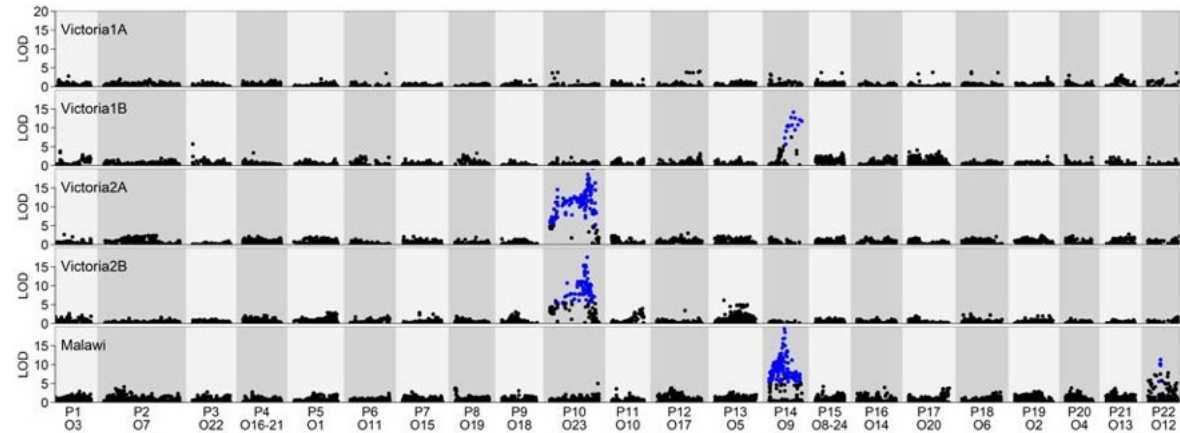 20
15
10
5
0
LOD
Victoria1A
15
10
5
0
LOD
Victoria1B
15
10
5
0
LOD
Victoria2A
15
10
5
0
LOD
Victoria2B
15
10
5
0
LOD
Malawi
P1 P2 P3 P4 P5 P6 P7 P8 P9 P10 P11 P12 P13 P14 P15 P16 P17 P18 P19 P20 P21 P22
O3 O7 O22 O16-21 O1 O11 O15 O19 O18 O23 O10 O17 O5 O9 O8-24 O14 O20 O6 O2 O4 O13 O12